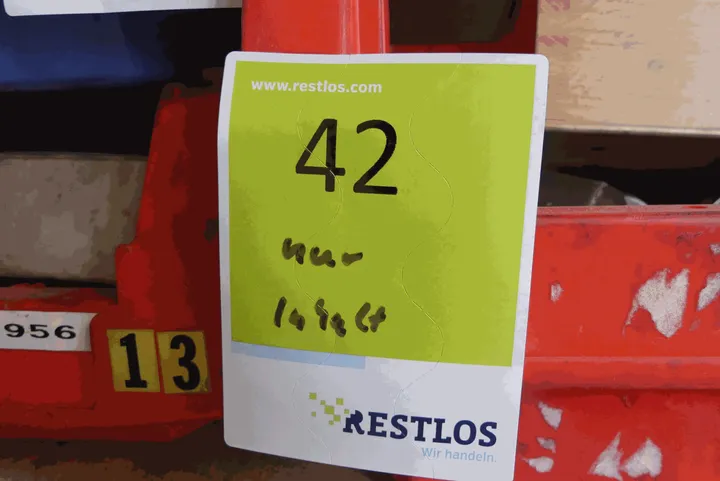 www.restlos.com
42
nur
Inhalt
956
13
RESTLOS
Wir handeln.